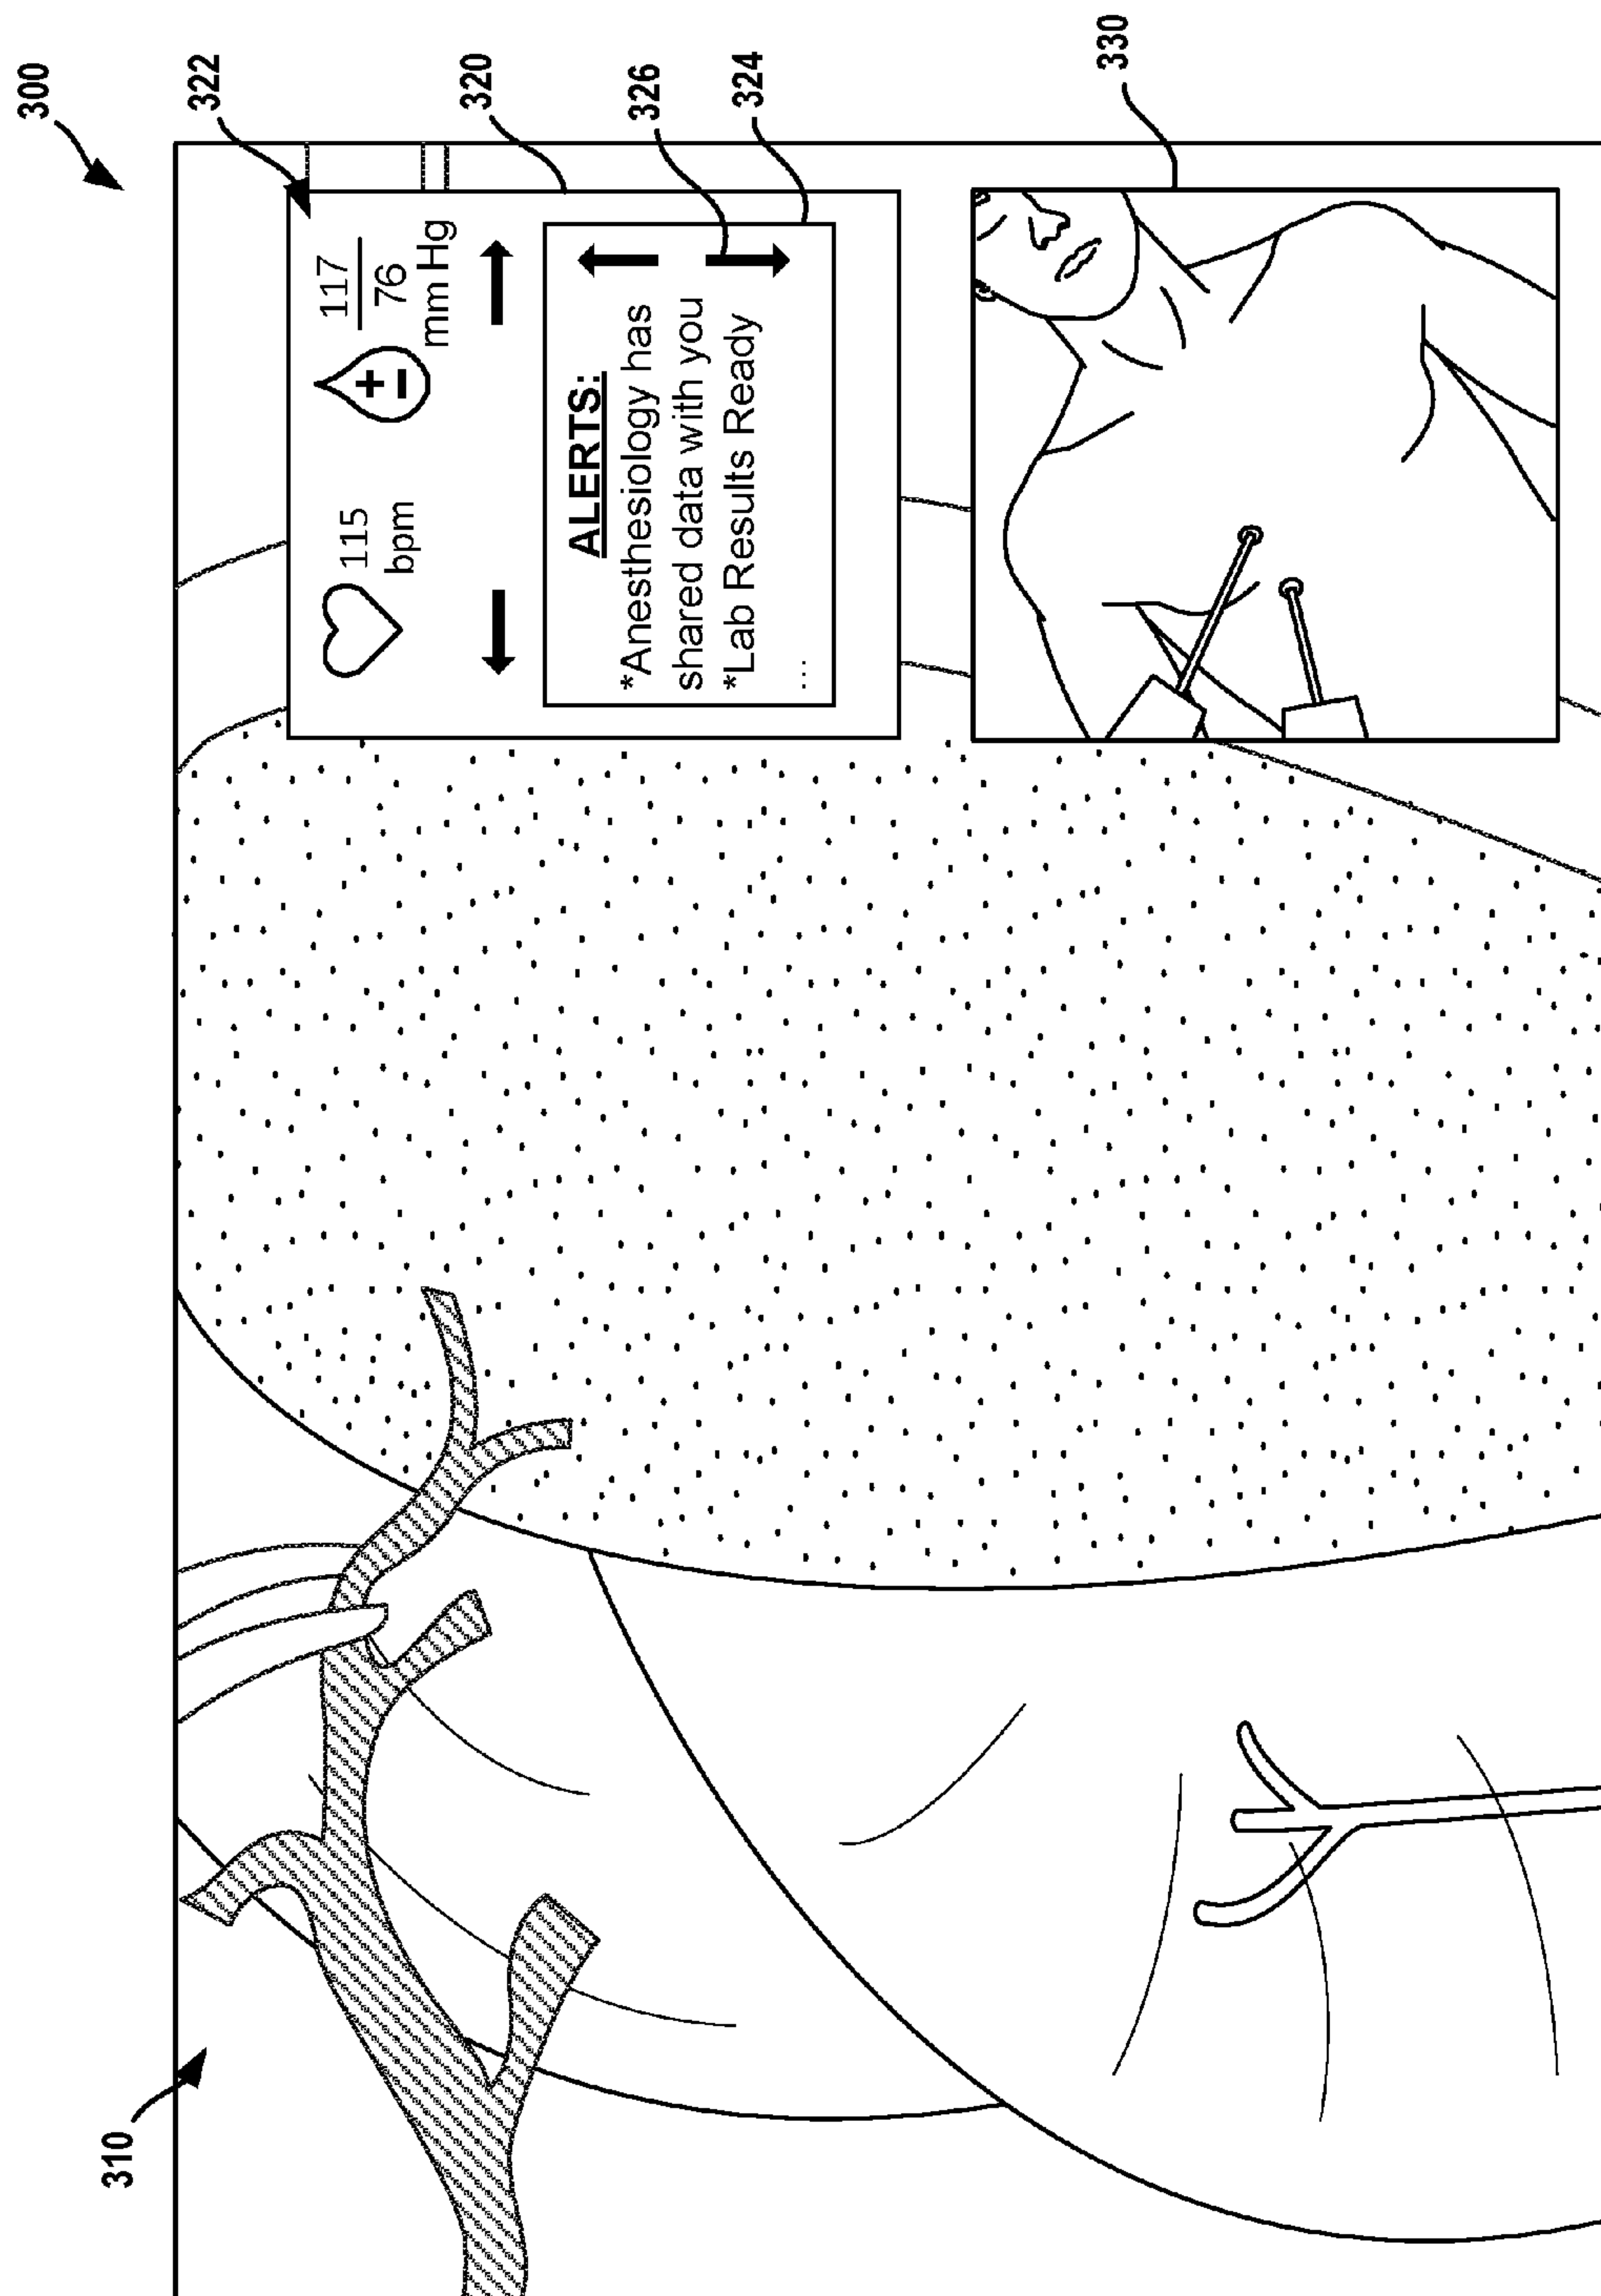 300
310
322
320
326
324
330
115
bpm
117
76
mm Hg
ALERTS:
*Anesthesiology has
shared data with you
*Lab Results Ready
...